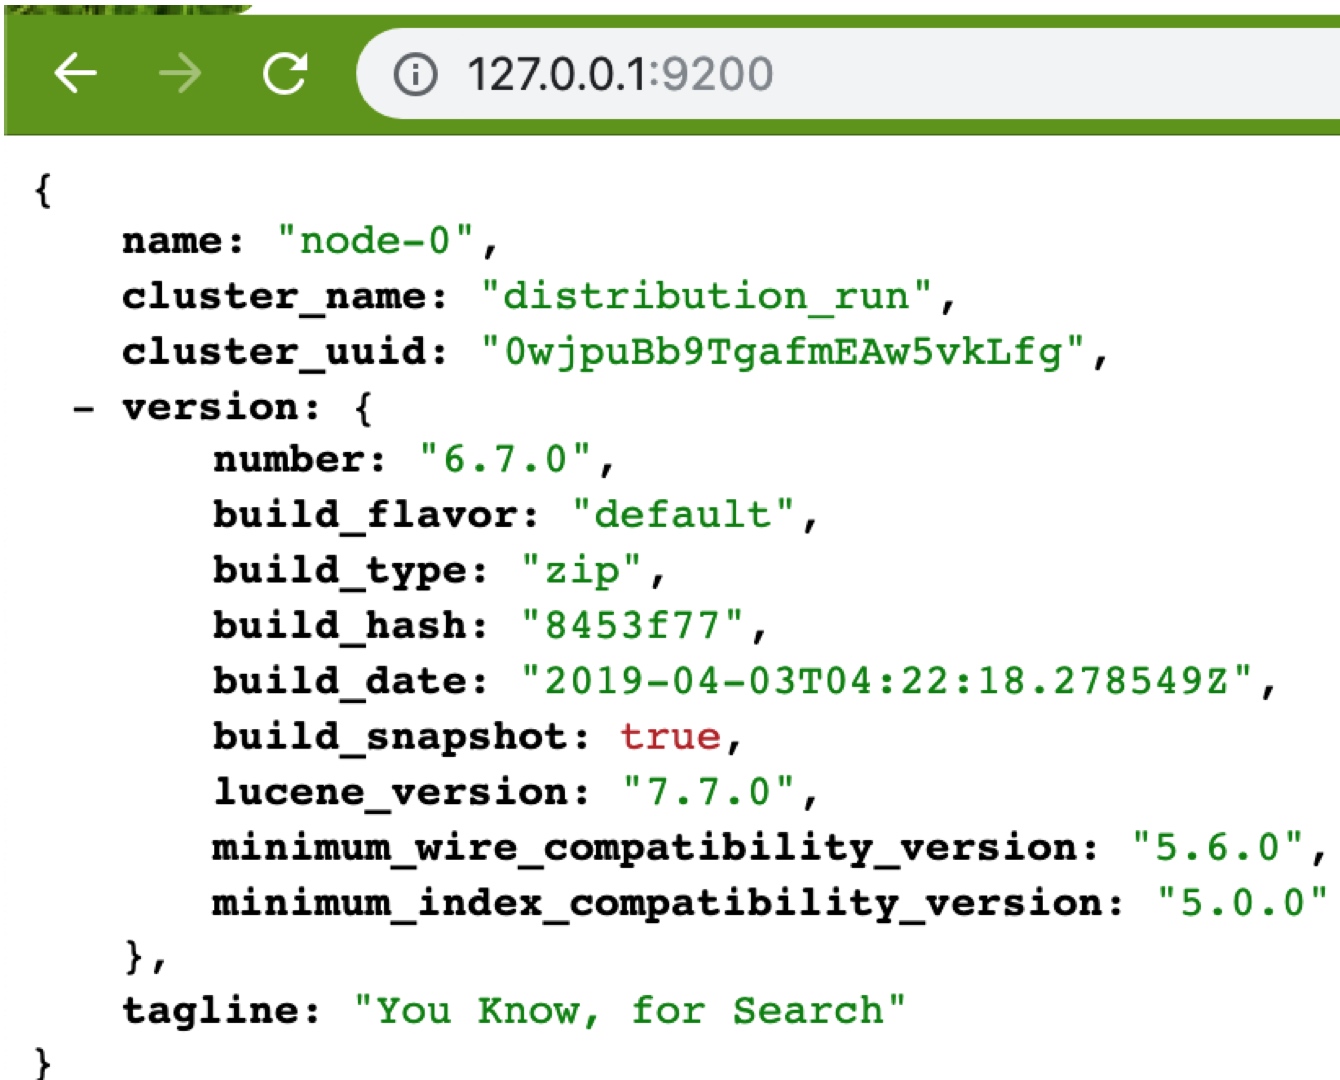 127.0.0.1:9200
{
name: "node-0",
cluster_name: "distribution_run",
cluster_uuid: "0wjpuBb9TgafmEAw5vkLfg",
- version: {
number: "6.7.0",
build_flavor: "default",
build_type: "zip",
build_hash: "8453f77",
build_date: "2019-04-03T04:22:18.278549Z",
build_snapshot: true,
lucene_version: "7.7.0",
minimum_wire_compatibility_version: "5.6.0",
minimum_index_compatibility_version: "5.0.0"
},
tagline: "You Know, for Search"
}